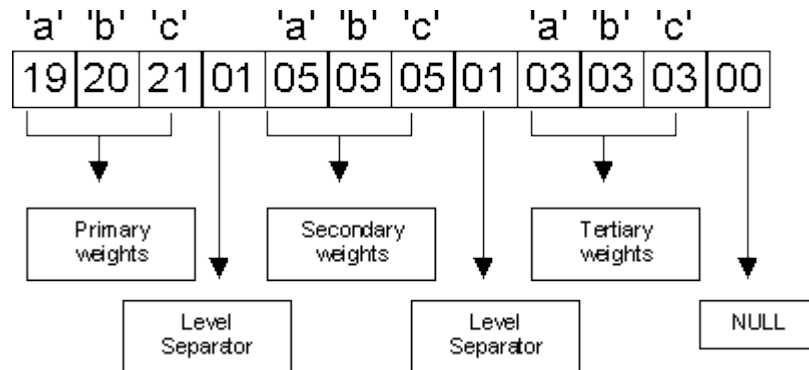 'a' 'b' 'c' 'a' 'b' 'c' 'a' 'b' 'c'
19 20 21 01 05 05 05 01 03 03 03 00
Primary weights
Secondary weights
Tertiary weights
Level Separator
Level Separator
NULL